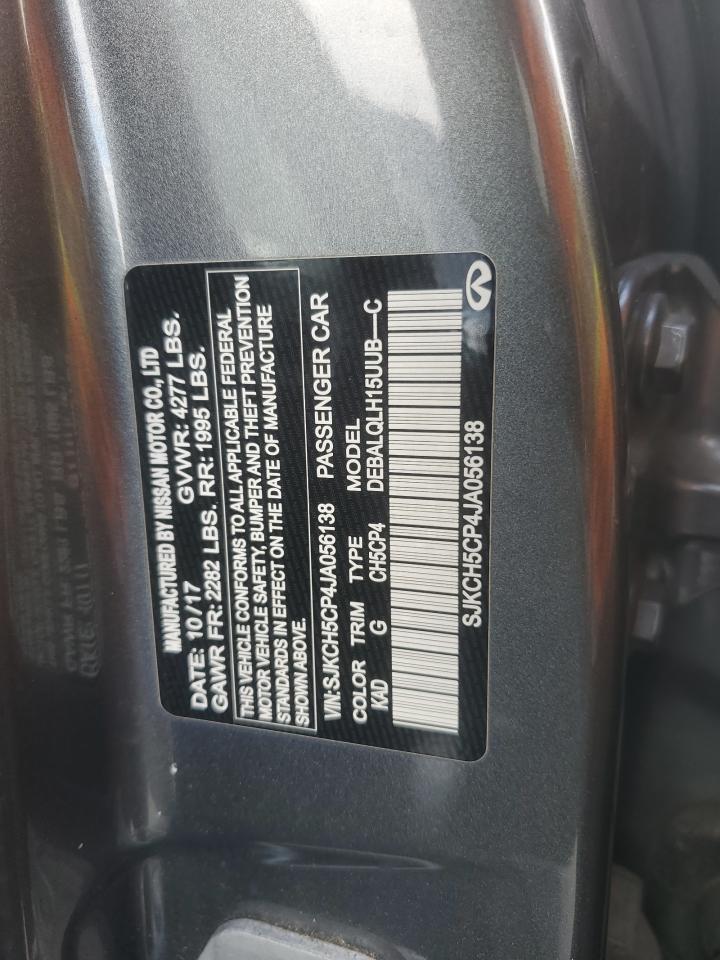 MANUFACTURED BY NISSAN MOTOR CO., LTD
DATE: 10/17 GVWR: 4277 LBS.
GAWR FR: 2282 LBS. RR: 1995 LBS.
THIS VEHICLE CONFORMS TO ALL APPLICABLE FEDERAL
MOTOR VEHICLE SAFETY, BUMPER AND THEFT PREVENTION
STANDARDS IN EFFECT ON THE DATE OF MANUFACTURE
SHOWN ABOVE.
VIN:SJKCH5CP4JA056138 PASSENGER CAR
COLOR TRIM TYPE MODEL
KAD G CH5CP4 DEBALQLH15UUB—C
SJKCH5CP4JA056138